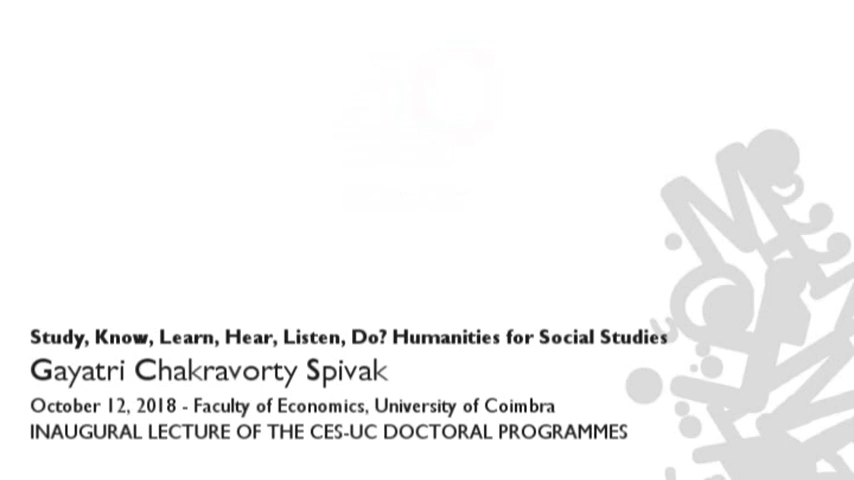 Study, Know, Learn, Hear, Listen, Do? Humanities for Social Studies
Gayatri Chakravorty Spivak
October 12, 2018 - Faculty of Economics, University of Coimbra
INAUGURAL LECTURE OF THE CES-UC DOCTORAL PROGRAMMES